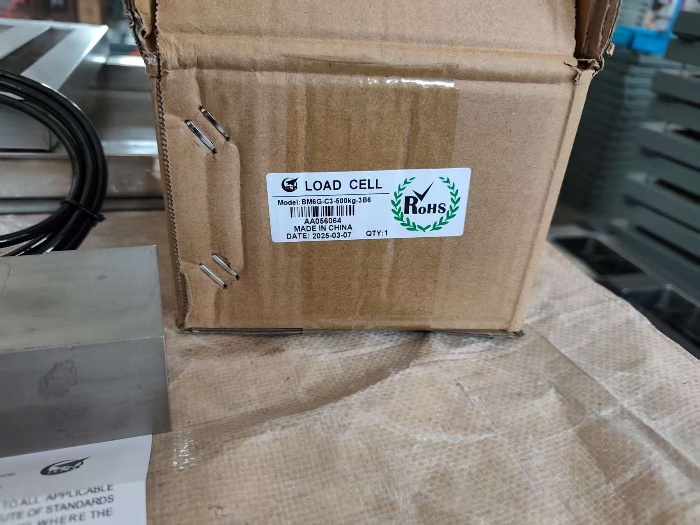 LOAD CELL
Model:BM6G-C3-500kg-3B6
AA056064
MADE IN CHINA
DATE: 2025-03-07 QTY:1
RoHS
TO ALL APPLICABLE
UTE OF STANDARDS
WHERE THE